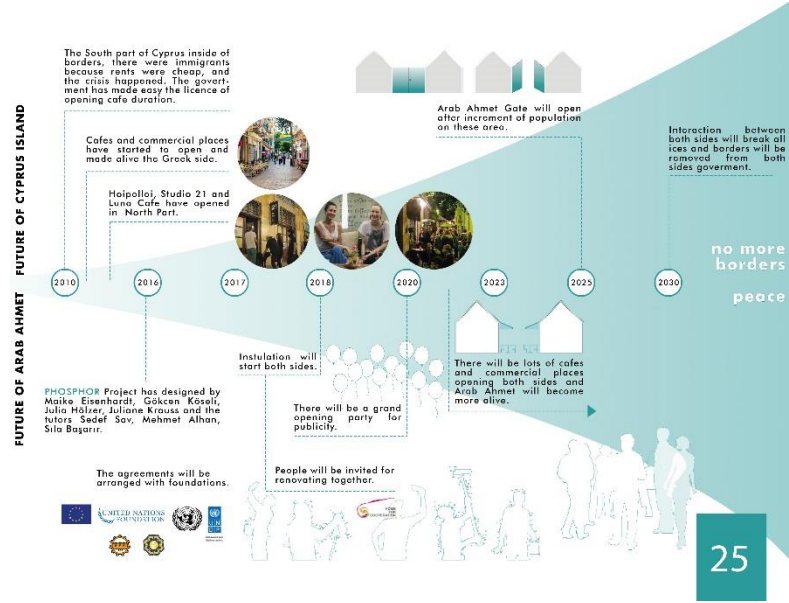 The South part of Cyprus inside of
borders, there were immigrants
because rents were cheap, and
the crisis happened. The govert-
ment has made easy the licence of
opening cafe duration.
Cafes and commercial places
have started to open and
made alive the Greek side.
Hoipolloi, Studio 21 and
Luna Cafe have opened
in North Part.
Arab Ahmet Gate will open
after increment of population
on these area.
Interaction between
both sides will break all
ices and borders will be
removed from both
sides goverment.
FUTURE OF CYPRUS ISLAND
FUTURE OF ARAB AHMET
no more
borders
peace
2010
2016
2017
2018
2020
2023
2025
2030
PHOSPHOR Project has designed by
Maike Eisenhardt, Gökcen Köseli,
Julia Hölzer, Juliane Krauss and the
tutors Sedef Sav, Mehmet Alhan,
Sıla Başarır.
Instulation will
start both sides.
There will be a grand
opening party for
publicity.
There will be lots of cafes
and commercial places
opening both sides and
Arab Ahmet will become
more alive.
The agreements will be
arranged with foundations.
People will be invited for
renovating together.
UNITED NATIONS
FOUNDATION
UN
DP
25